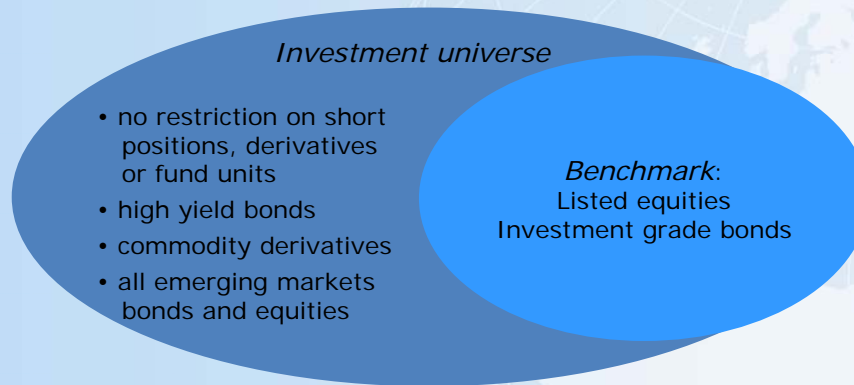 Investment universe
• no restriction on short
positions, derivatives
or fund units
• high yield bonds
• commodity derivatives
• all emerging markets
bonds and equities
Benchmark:
Listed equities
Investment grade bonds